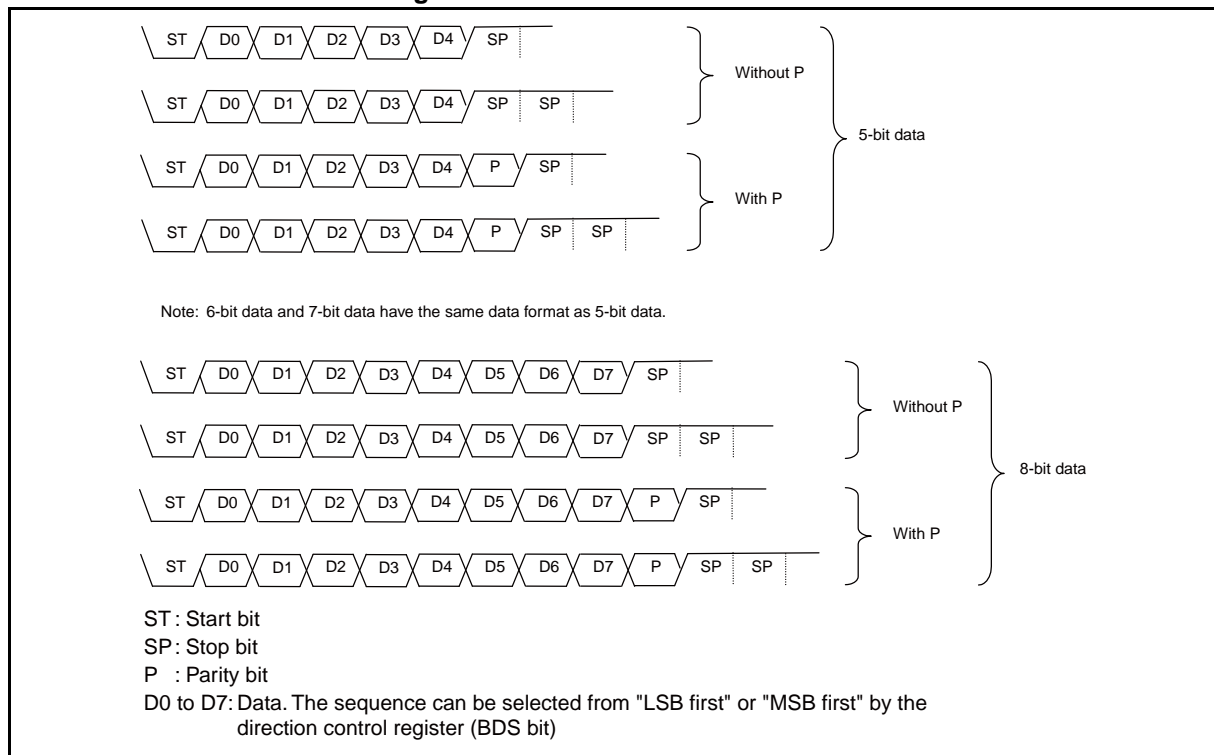 ST D0 D1 D2 D3 D4 SP
Without P
ST D0 D1 D2 D3 D4 SP SP
5-bit data
ST D0 D1 D2 D3 D4 P SP
With P
ST D0 D1 D2 D3 D4 P SP SP
Note: 6-bit data and 7-bit data have the same data format as 5-bit data.
ST D0 D1 D2 D3 D4 D5 D6 D7 SP
Without P
ST D0 D1 D2 D3 D4 D5 D6 D7 SP SP
8-bit data
ST D0 D1 D2 D3 D4 D5 D6 D7 P SP
With P
ST D0 D1 D2 D3 D4 D5 D6 D7 P SP SP
ST : Start bit
SP : Stop bit
P : Parity bit
D0 to D7: Data. The sequence can be selected from "LSB first" or "MSB first" by the
direction control register (BDS bit)